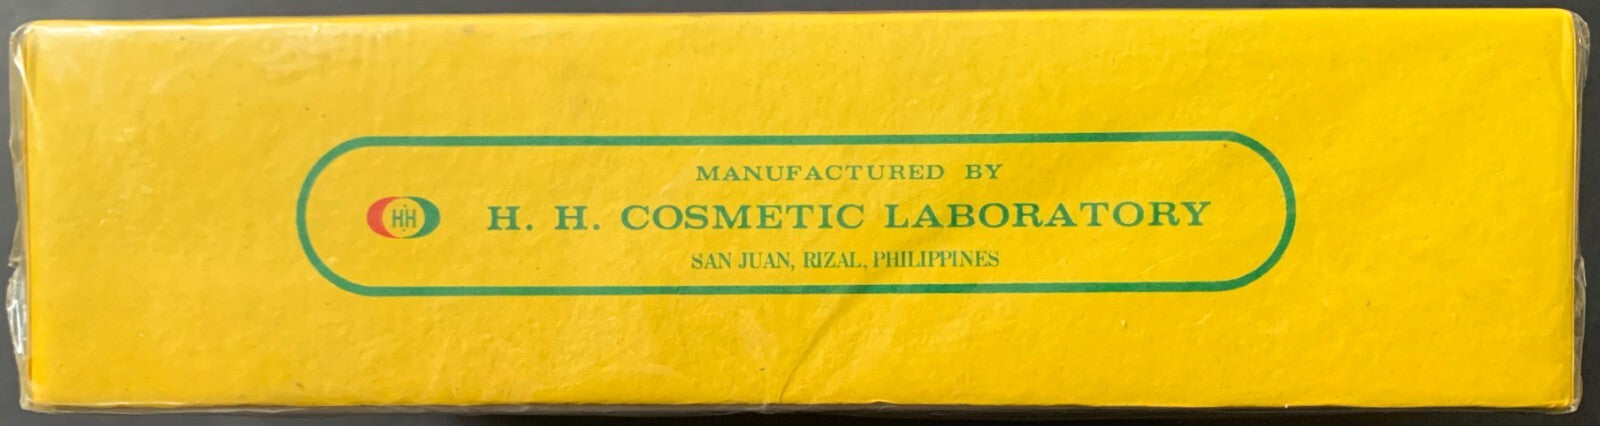 MANUFACTURED BY
HH
H. H. COSMETIC LABORATORY
SAN JUAN, RIZAL, PHILIPPINES